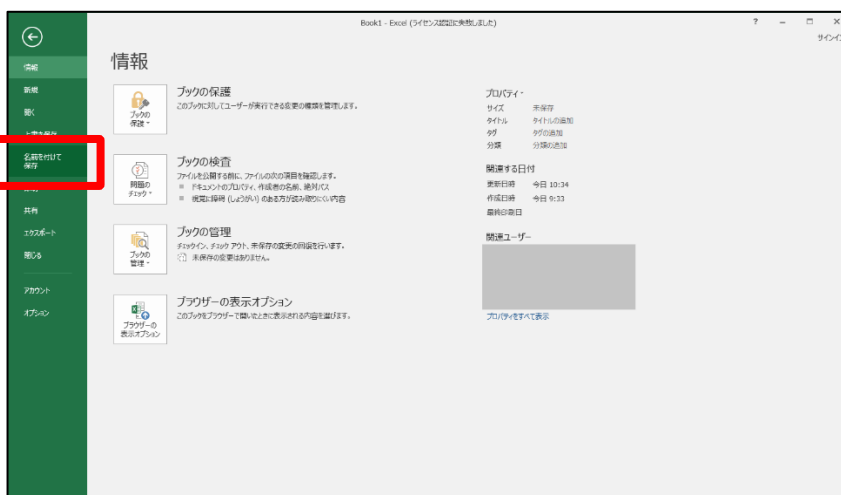 Book1 - Excel (ライセンス認証に失敗しました)
?
サインイン
情報
新規
開く
上書き保存
名前を付けて
保存
印刷
共有
エクスポート
閉じる
アカウント
オプション
情報
ブックの
保護
ブックの保護
このブックに対してユーザーが実行できる変更の種類を管理します。
問題の
チェック
ブックの検査
ファイルを公開する前に、ファイルの次の項目を確認します。
ドキュメントのプロパティ、作成者の名前、絶対パス
視覚に障碍 (しょうがい) のある方が読み取りにくい内容
ブックの
管理
ブックの管理
チェックイン、チェック アウト、未保存の変更の回復を行います。
未保存の変更はありません。
ブラウザーの
表示オプション
ブラウザーの表示オプション
このブックをブラウザーで開いたときに表示される内容を選びます。
プロパティ
サイズ 未保存
タイトル タイトルの追加
タグ タグの追加
分類 分類の追加
関連する日付
更新日時 今日 10:34
作成日時 今日 9:33
最終印刷日
関連ユーザー
プロパティをすべて表示